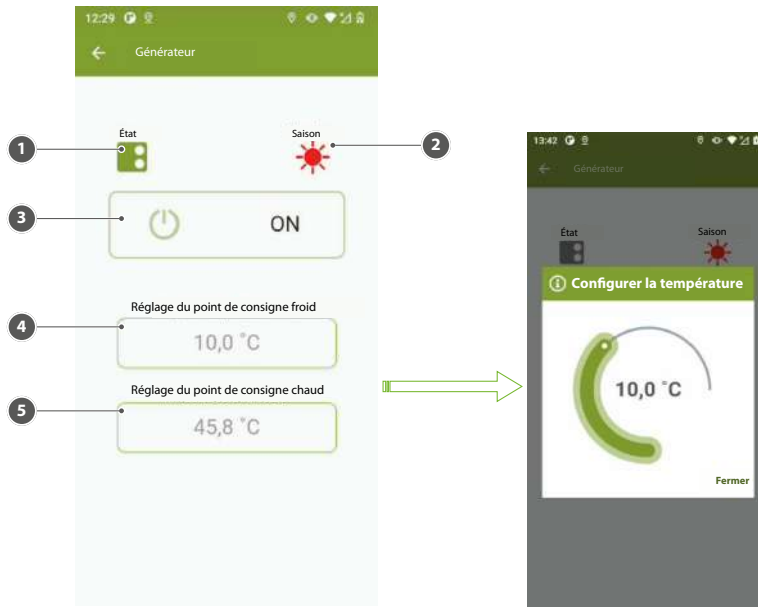 12:29
Générateur
État
Saison
1
2
3
ON
Réglage du point de consigne froid
4
10,0 °C
Réglage du point de consigne chaud
5
45,8 °C
13:42
Générateur
État
Saison
Configurer la température
10,0 °C
Fermer